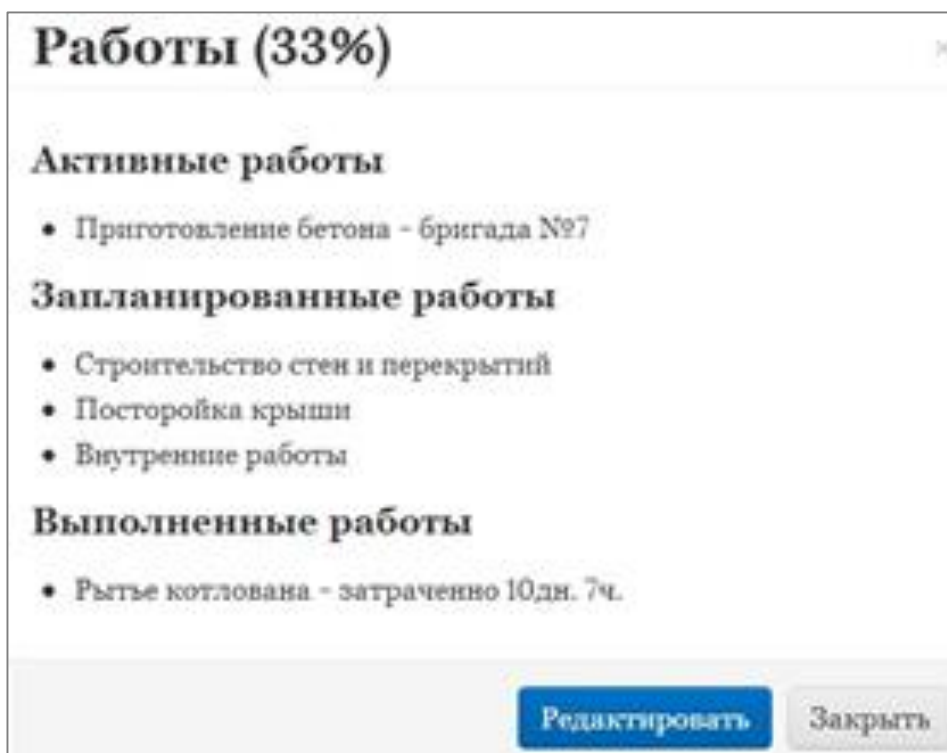 Работы (33%)
Активные работы
• Приготовление бетона - бригада №7
Запланированные работы
• Строительство стен и перекрытий
• Посторойка крыши
• Внутренние работы
Выполненные работы
• Рытье котлована - затраченно 10дн. 7ч.
Редактировать Закрыть